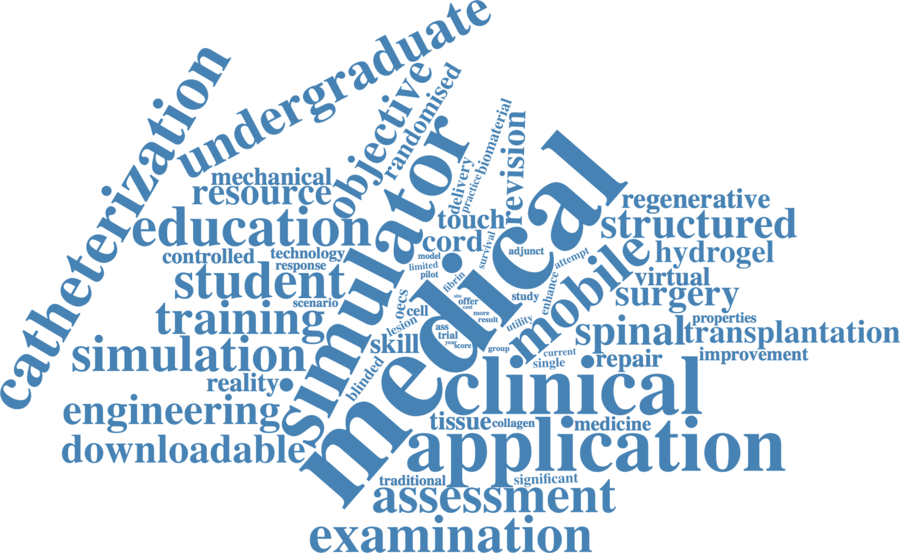 undergraduate
catheterization
objective
randomised
biomaterial
mechanical
resource
simulator
delivery
practice
revision
medical
regenerative
education
touch
structured
controlled
technology
cord
survival
adjunct
mobile
hydrogel
response
model
limited
pilot
attempt
student
fibrin
enhance
virtual
surgery
scenario
oecs
site
offer
study
training
cell
cost
more
result
utility
properties
lesion
ass
trial
spinal
transplantation
simulation
skill
year
score
group
current
single
repair
improvement
reality
blinded
clinical
engineering
tissue
collagen
medicine
downloadable
application
traditional
significant
assessment
examination